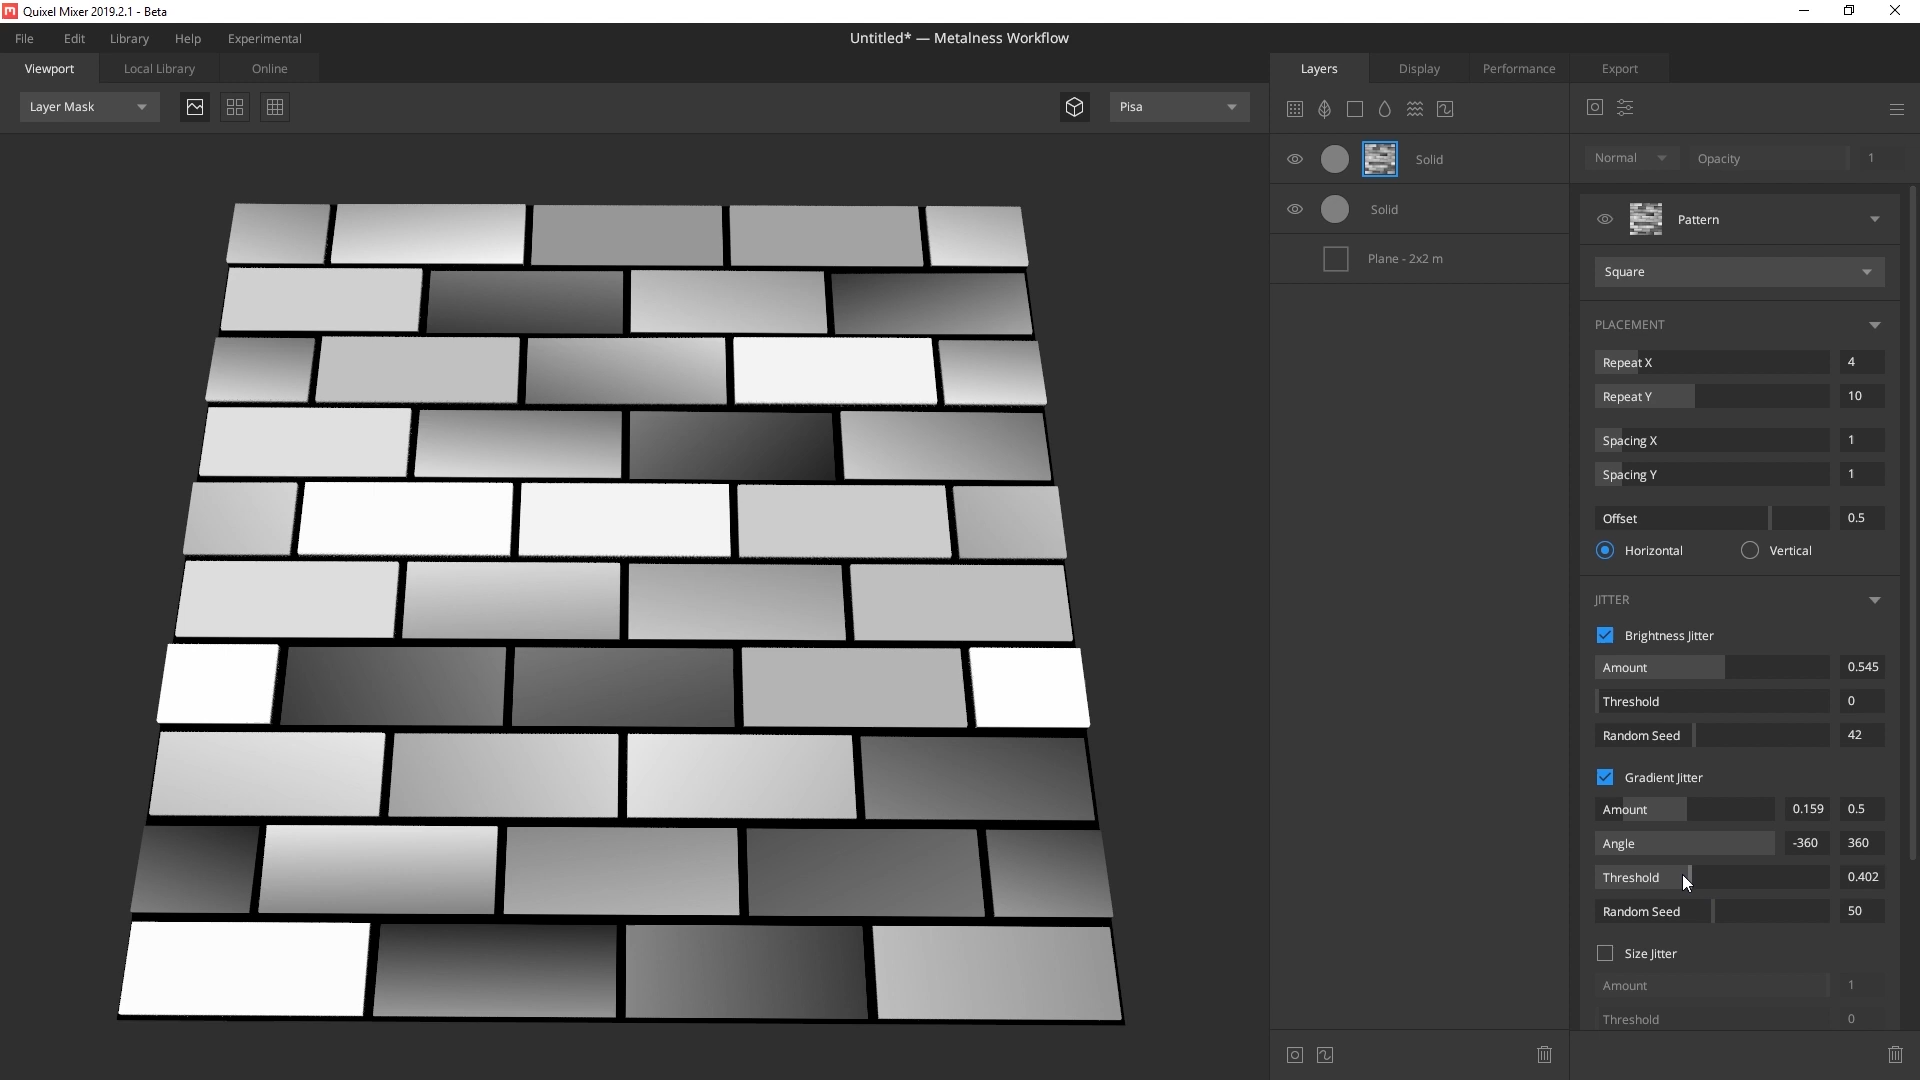 Quixel Mixer 2019.2.1 - Beta
File Edit Library Help Experimental
Untitled* — Metalness Workflow
Viewport Local Library Online
Layers Display Performance Export
Layer Mask
Pisa
Solid
Normal Opacity 1
Solid
Pattern
Plane - 2x2 m
Square
PLACEMENT
Repeat X 4
Repeat Y 10
Spacing X 1
Spacing Y 1
Offset 0.5
Horizontal Vertical
JITTER
Brightness Jitter
Amount 0.545
Threshold 0
Random Seed 42
Gradient Jitter
Amount 0.159 0.5
Angle -360 360
Threshold 0.402
Random Seed 50
Size Jitter
Amount 1
Threshold 0